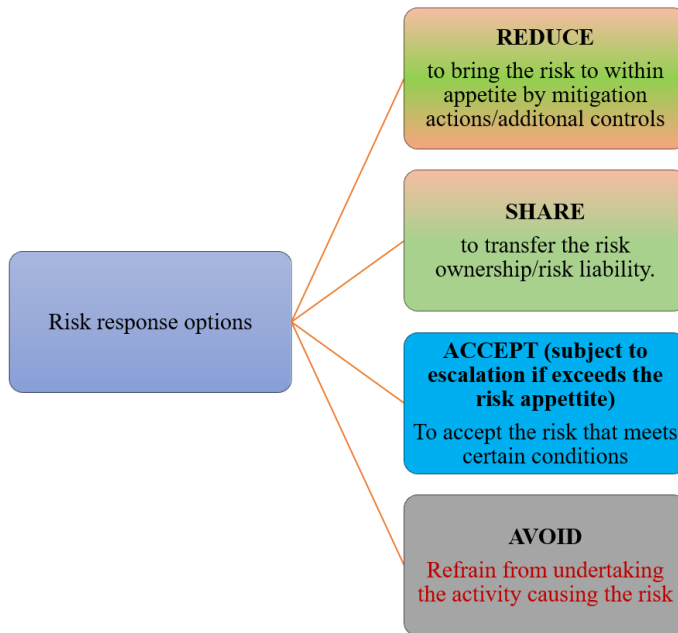 REDUCE
to bring the risk to within
appetite by mitigation
actions/additonal controls
SHARE
to transfer the risk
ownership/risk liability.
Risk response options
ACCEPT (subject to
escalation if exceeds the
risk appettite)
To accept the risk that meets
certain conditions
AVOID
Refrain from undertaking
the activity causing the risk